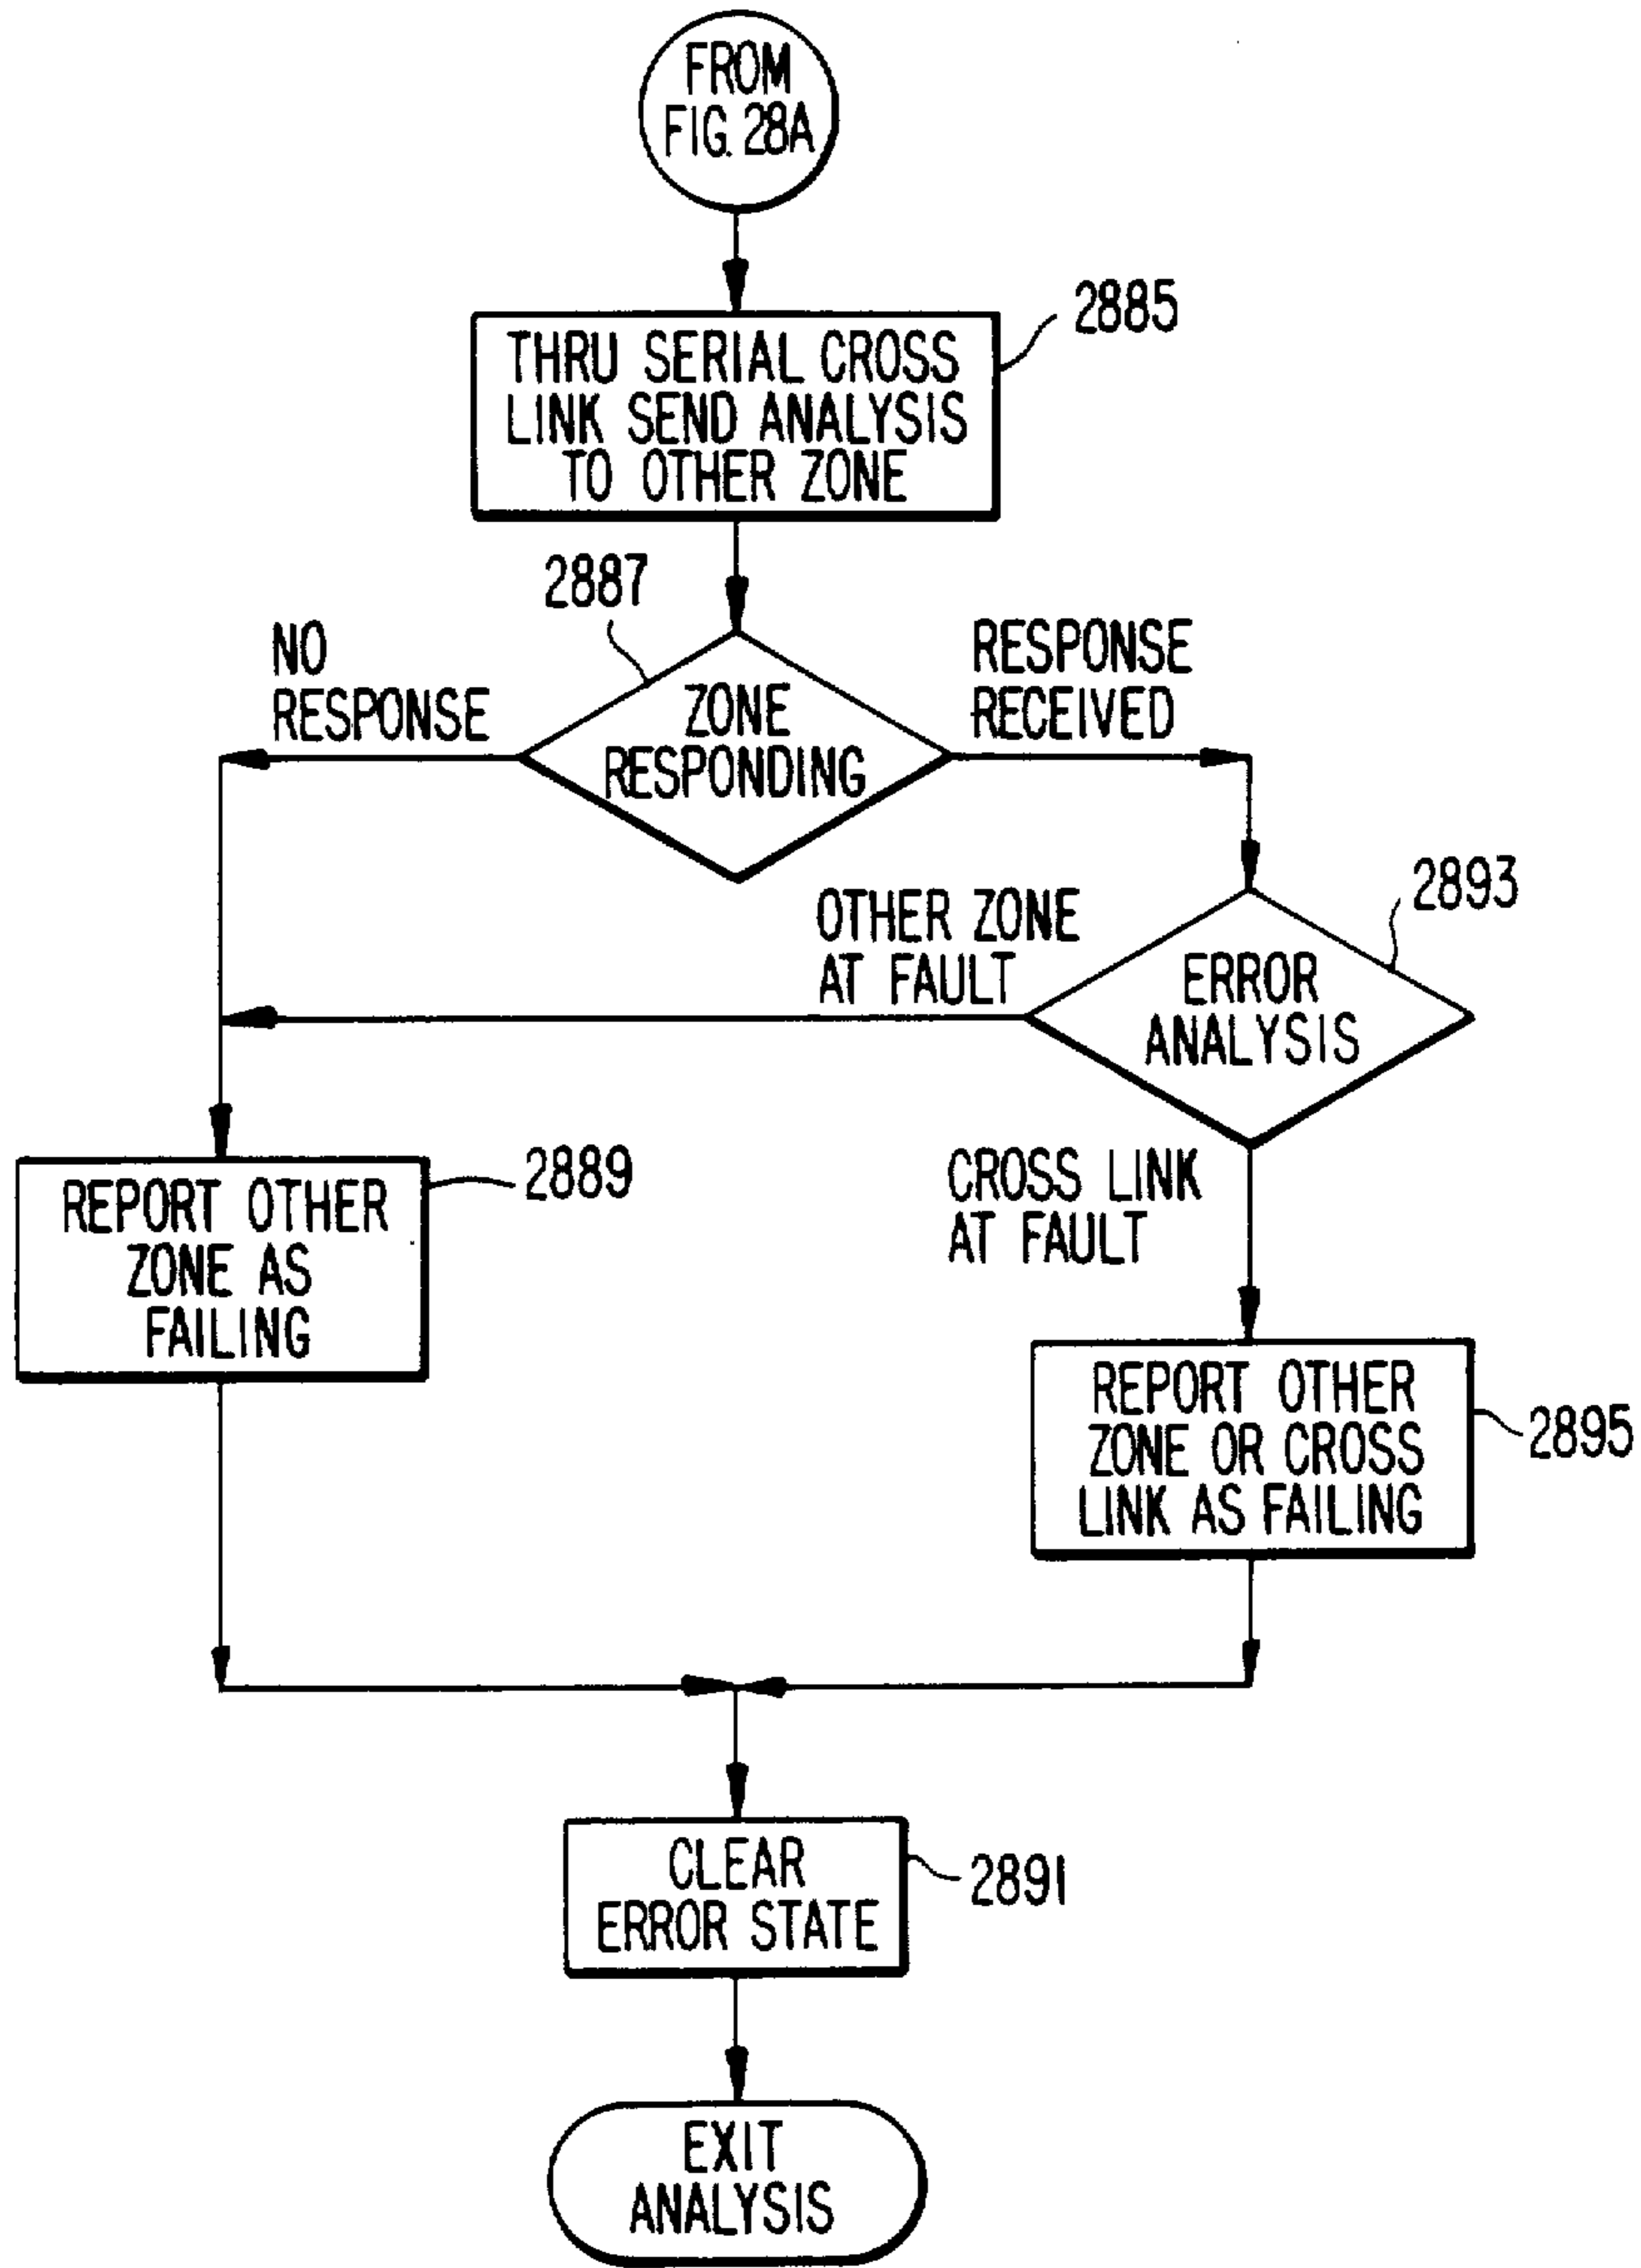 FROM
FIG. 28A
2885
THRU SERIAL CROSS
LINK SEND ANALYSIS
TO OTHER ZONE
2887
NO
RESPONSE
ZONE
RESPONDING
RESPONSE
RECEIVED
2893
OTHER ZONE
AT FAULT
ERROR
ANALYSIS
2889
REPORT OTHER
ZONE AS
FAILING
CROSS LINK
AT FAULT
REPORT OTHER
ZONE OR CROSS
LINK AS FAILING
2895
CLEAR
ERROR STATE
2891
EXIT
ANALYSIS